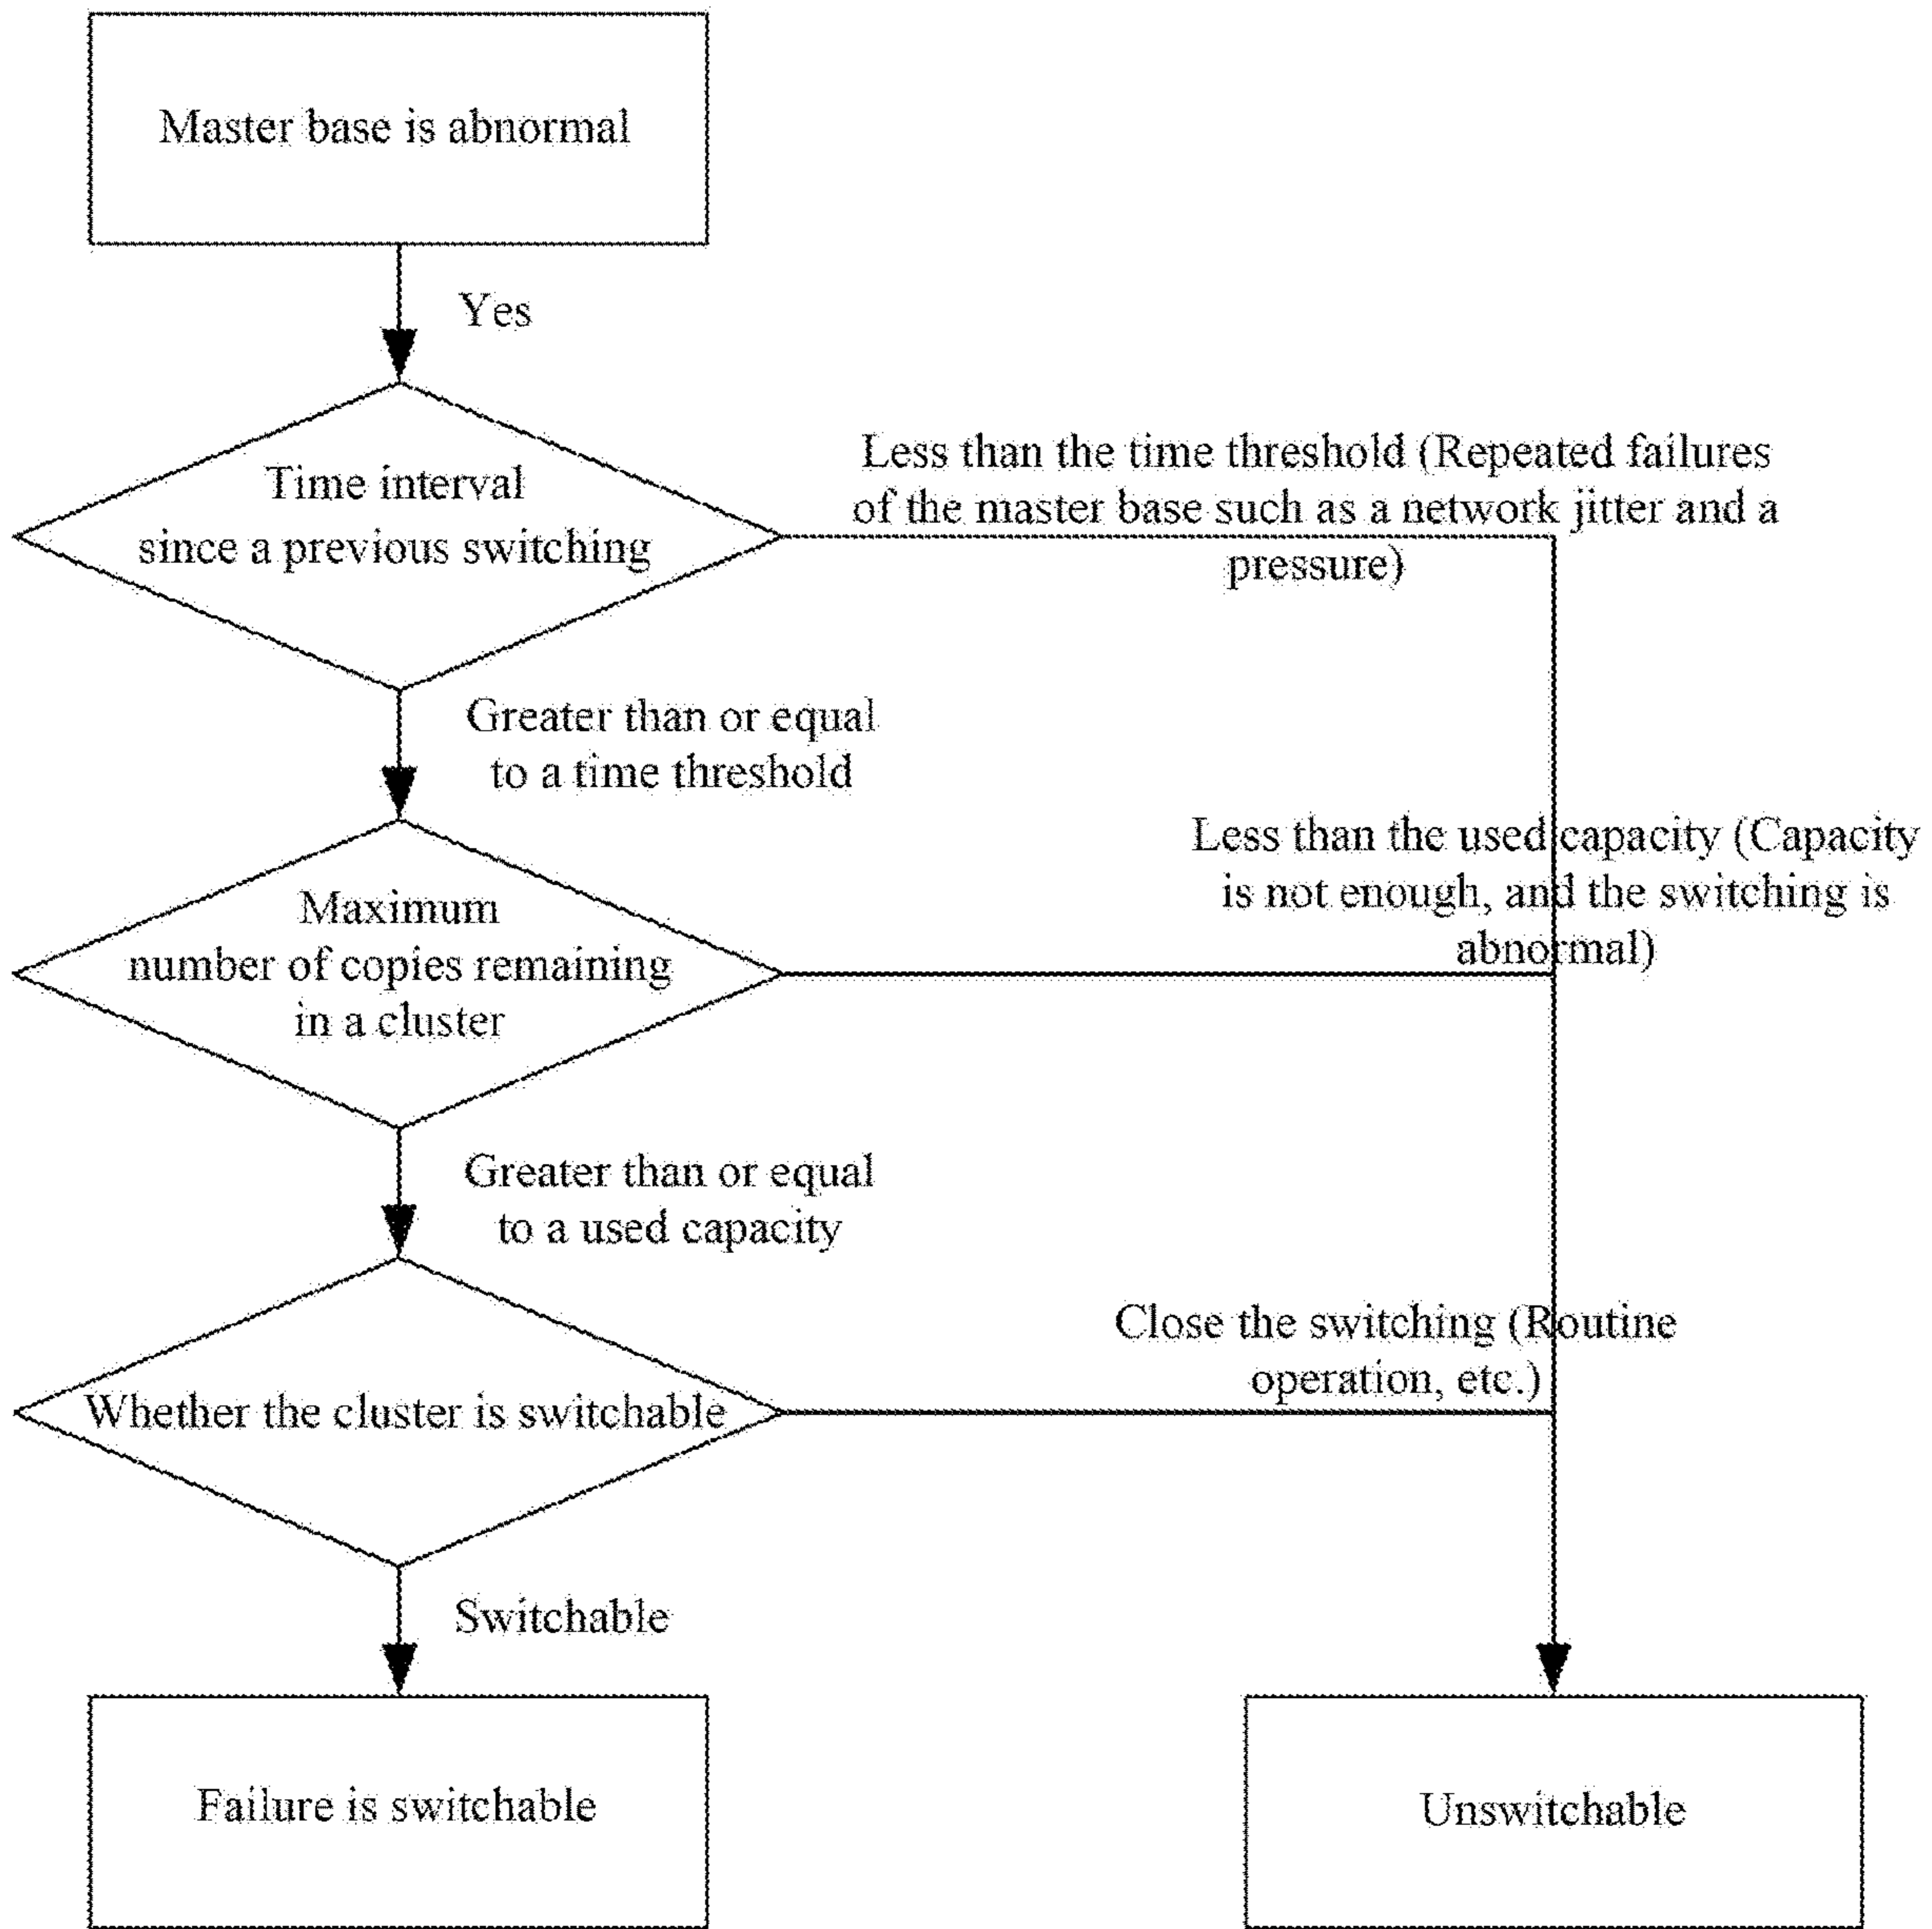 Master base is abnormal
Yes
Time interval
since a previous switching
Less than the time threshold (Repeated failures
of the master base such as a network jitter and a
pressure)
Greater than or equal
to a time threshold
Maximum
number of copies remaining
in a cluster
Less than the used capacity (Capacity
is not enough, and the switching is
abnormal)
Greater than or equal
to a used capacity
Whether the cluster is switchable
Close the switching (Routine
operation, etc.)
Switchable
Failure is switchable
Unswitchable